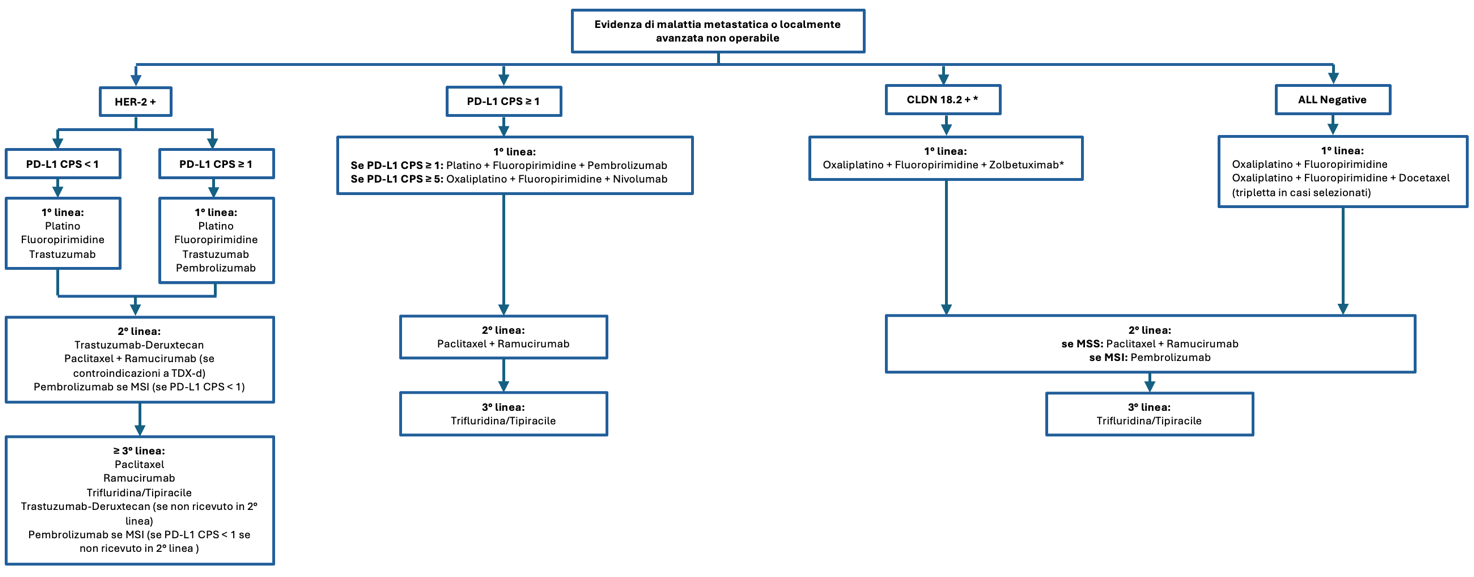 Evidenza di malattia metastatica o localmente
avanzata non operabile
HER-2 +
PD-L1 CPS ≥ 1
CLDN 18.2 + *
ALL Negative
PD-L1 CPS < 1
PD-L1 CPS ≥ 1
1° linea:
Platino
Fluoropirimidine
Trastuzumab
1° linea:
Platino
Fluoropirimidine
Trastuzumab
Pembrolizumab
2° linea:
Trastuzumab-Deruxtecan
Paclitaxel + Ramucirumab (se
controindicazioni a TDX-d)
Pembrolizumab se MSI (se PD-L1 CPS < 1)
≥ 3° linea:
Paclitaxel
Ramucirumab
Trifluridina/Tipiracile
Trastuzumab-Deruxtecan (se non ricevuto in 2°
linea)
Pembrolizumab se MSI (se PD-L1 CPS < 1 se
non ricevuto in 2° linea )
1° linea:
Se PD-L1 CPS ≥ 1: Platino + Fluoropirimidine + Pembrolizumab
Se PD-L1 CPS ≥ 5: Oxaliplatino + Fluoropirimidine + Nivolumab
2° linea:
Paclitaxel + Ramucirumab
3° linea:
Trifluridina/Tipiracile
1° linea:
Oxaliplatino + Fluoropirimidine + Zolbetuximab*
1° linea:
Oxaliplatino + Fluoropirimidine
Oxaliplatino + Fluoropirimidine + Docetaxel
(tripletta in casi selezionati)
2° linea:
se MSS: Paclitaxel + Ramucirumab
se MSI: Pembrolizumab
3° linea:
Trifluridina/Tipiracile